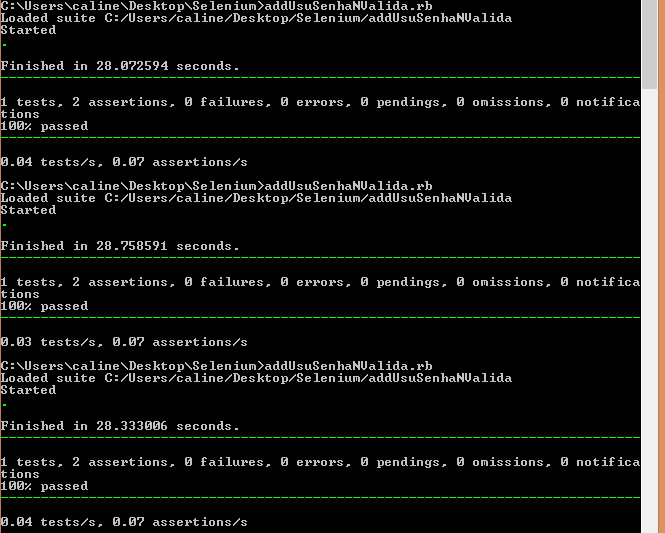 C:\Users\caline\Desktop\Selenium>addUsuSenhaNValida.rb
Loaded suite C:/Users/caline/Desktop/Selenium/addUsuSenhaNValida
Started
.
Finished in 28.072594 seconds.
--------------------------------------------------------------------------------
1 tests, 2 assertions, 0 failures, 0 errors, 0 pendings, 0 omissions, 0 notifica
tions
100% passed
--------------------------------------------------------------------------------
0.04 tests/s, 0.07 assertions/s
C:\Users\caline\Desktop\Selenium>addUsuSenhaNValida.rb
Loaded suite C:/Users/caline/Desktop/Selenium/addUsuSenhaNValida
Started
.
Finished in 28.758591 seconds.
--------------------------------------------------------------------------------
1 tests, 2 assertions, 0 failures, 0 errors, 0 pendings, 0 omissions, 0 notifica
tions
100% passed
--------------------------------------------------------------------------------
0.03 tests/s, 0.07 assertions/s
C:\Users\caline\Desktop\Selenium>addUsuSenhaNValida.rb
Loaded suite C:/Users/caline/Desktop/Selenium/addUsuSenhaNValida
Started
.
Finished in 28.333006 seconds.
--------------------------------------------------------------------------------
1 tests, 2 assertions, 0 failures, 0 errors, 0 pendings, 0 omissions, 0 notifica
tions
100% passed
--------------------------------------------------------------------------------
0.04 tests/s, 0.07 assertions/s